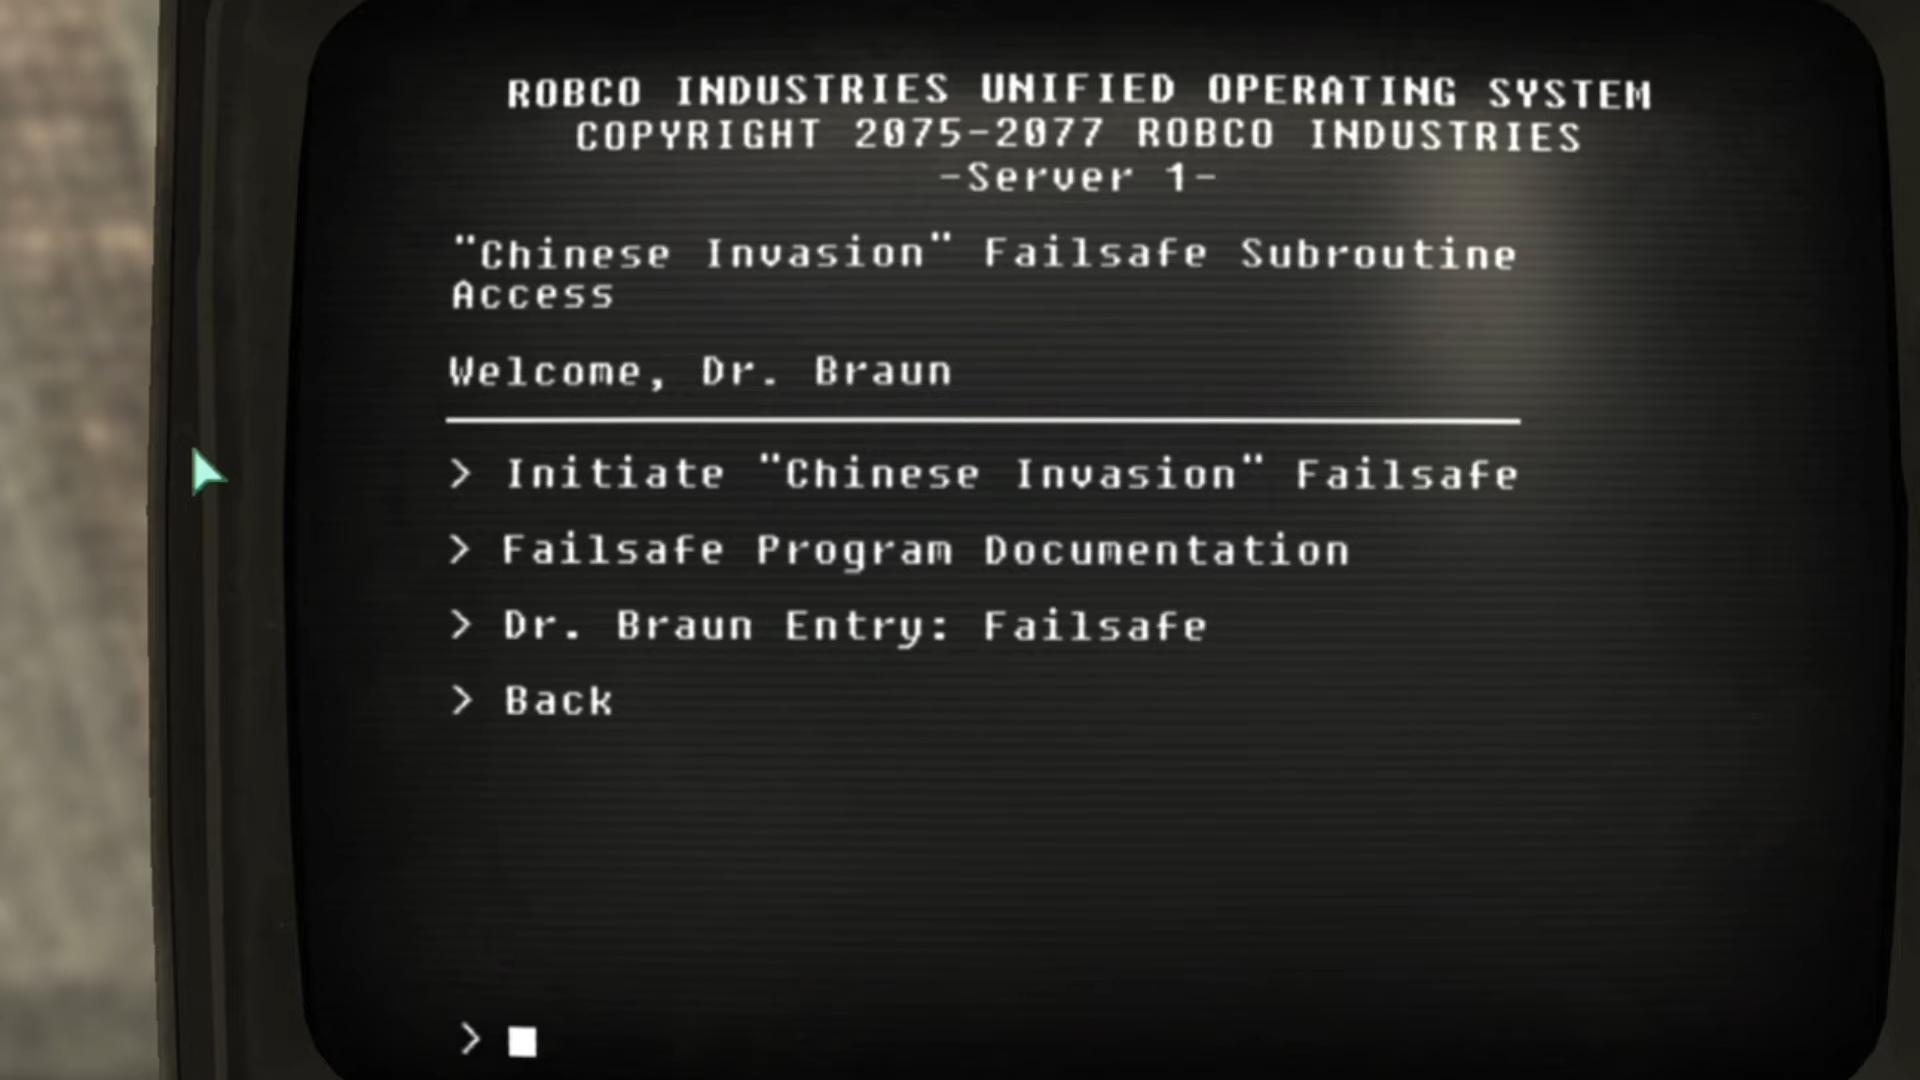 ROBCO INDUSTRIES UNIFIED OPERATING SYSTEM
COPYRIGHT 2075-2077 ROBCO INDUSTRIES
-Server 1-
"Chinese Invasion" Failsafe Subroutine
Access
Welcome, Dr. Braun
> Initiate "Chinese Invasion" Failsafe
> Failsafe Program Documentation
> Dr. Braun Entry: Failsafe
> Back
>